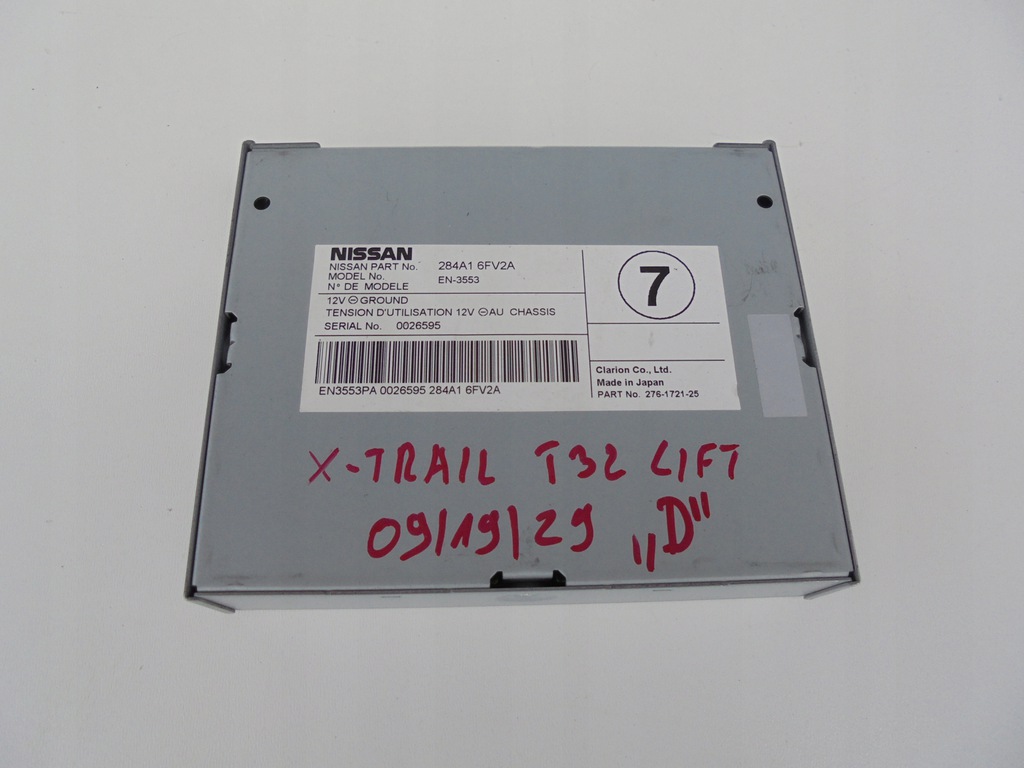 NISSAN
NISSAN PART No. 284A1 6FV2A
MODEL No.
N° DE MODELE EN-3553
12V ⊖ GROUND
TENSION D'UTILISATION 12V ⊖ AU CHASSIS
SERIAL No. 0026595
EN3553PA 0026595 284A1 6FV2A
7
Clarion Co., Ltd.
Made in Japan
PART No. 276-1721-25
X-TRAIL T32 LIFT
09/19/29 „D"